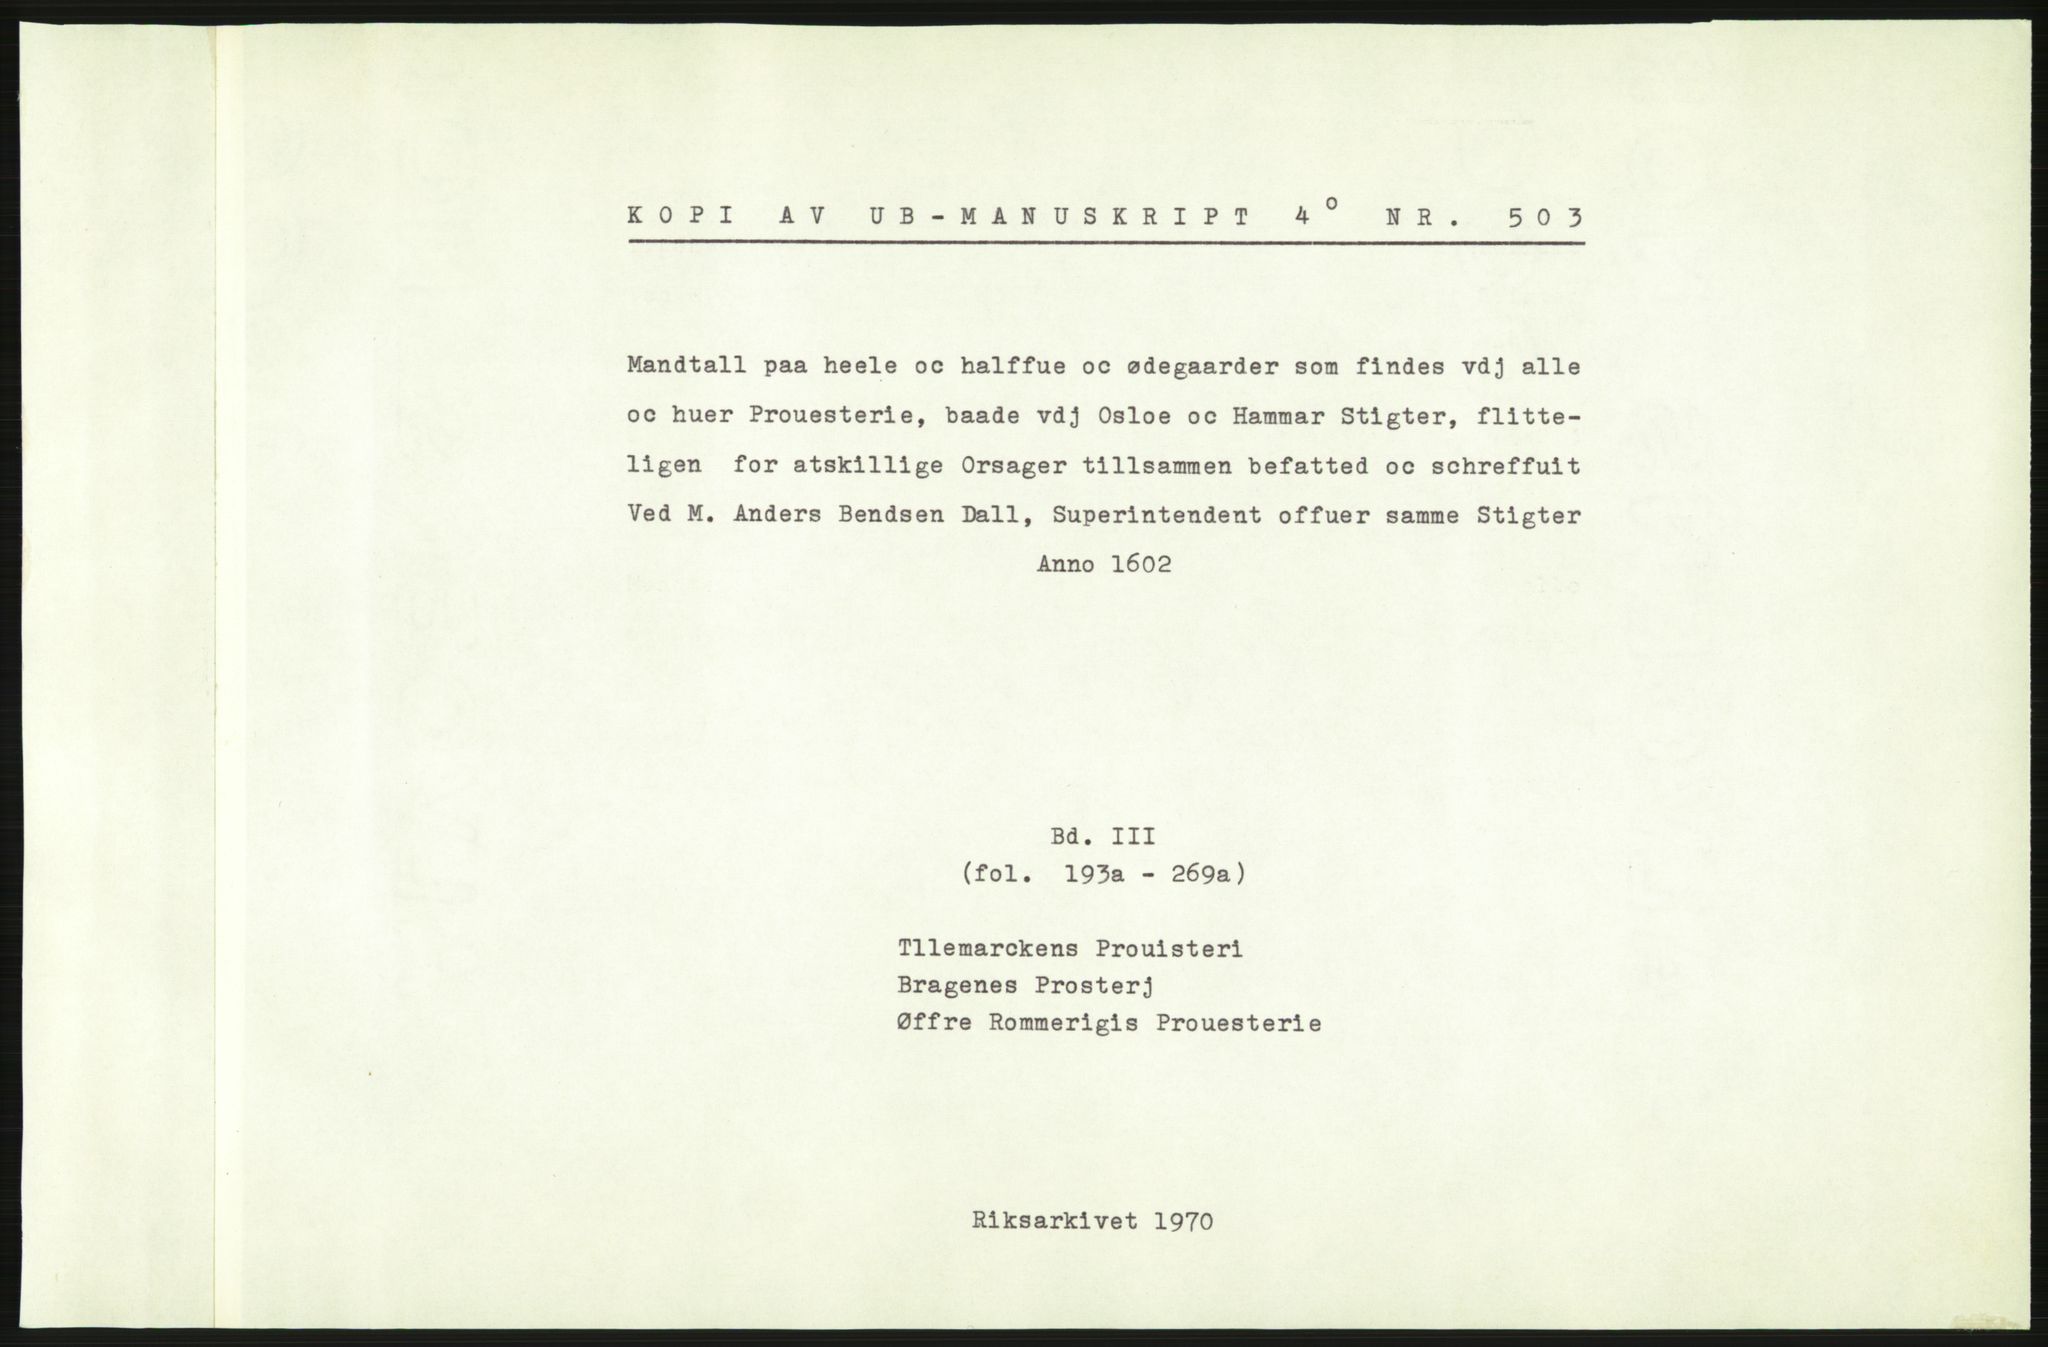 KOPI AV UB-MANUSKRIPT 4° NR. 503
Mandtall paa heele oc halffue oc ødegaarder som findes vdj alle
oc huer Prouesterie, baade vdj Osloe oc Hammar Stigter, flitte-
ligen for atskillige Orsager tillsammen befatted oc schreffuit
Ved M. Anders Bendsen Dall, Superintendent offuer samme Stigter
Anno 1602
Bd. III
(fol. 193a - 269a)
Tllemarckens Prouisteri
Bragenes Prosterj
Øffre Rommerigis Prouesterie
Riksarkivet 1970